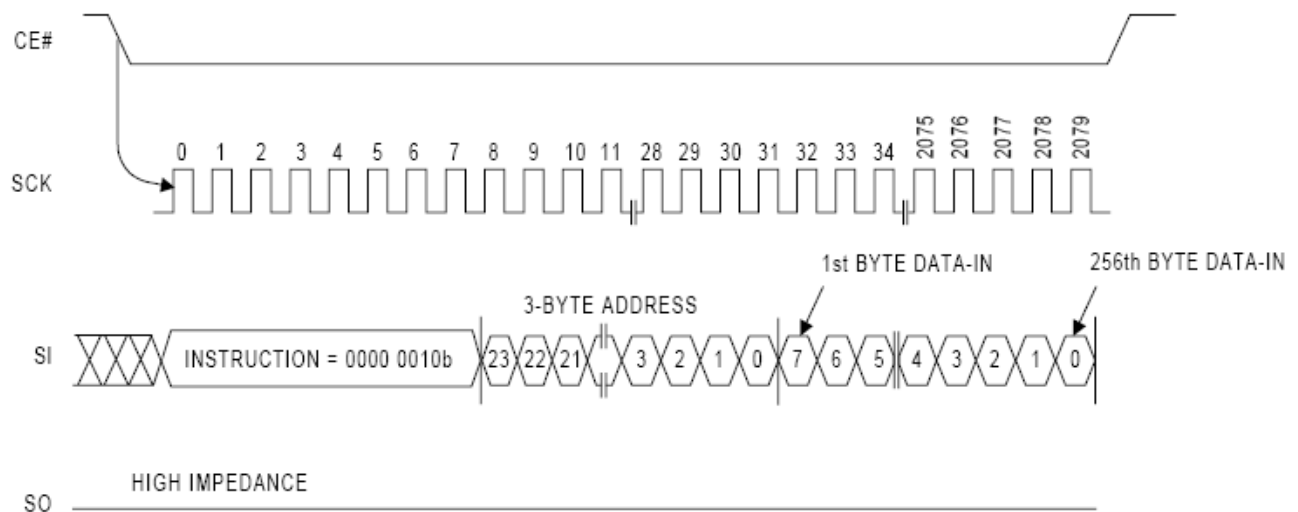 CE#
0 1 2 3 4 5 6 7 8 9 10 11 28 29 30 31 32 33 34 2075 2076 2077 2078 2079
SCK
1st BYTE DATA-IN 256th BYTE DATA-IN
3-BYTE ADDRESS
SI INSTRUCTION = 0000 0010b 23 22 21 3 2 1 0 7 6 5 4 3 2 1 0
HIGH IMPEDANCE
SO